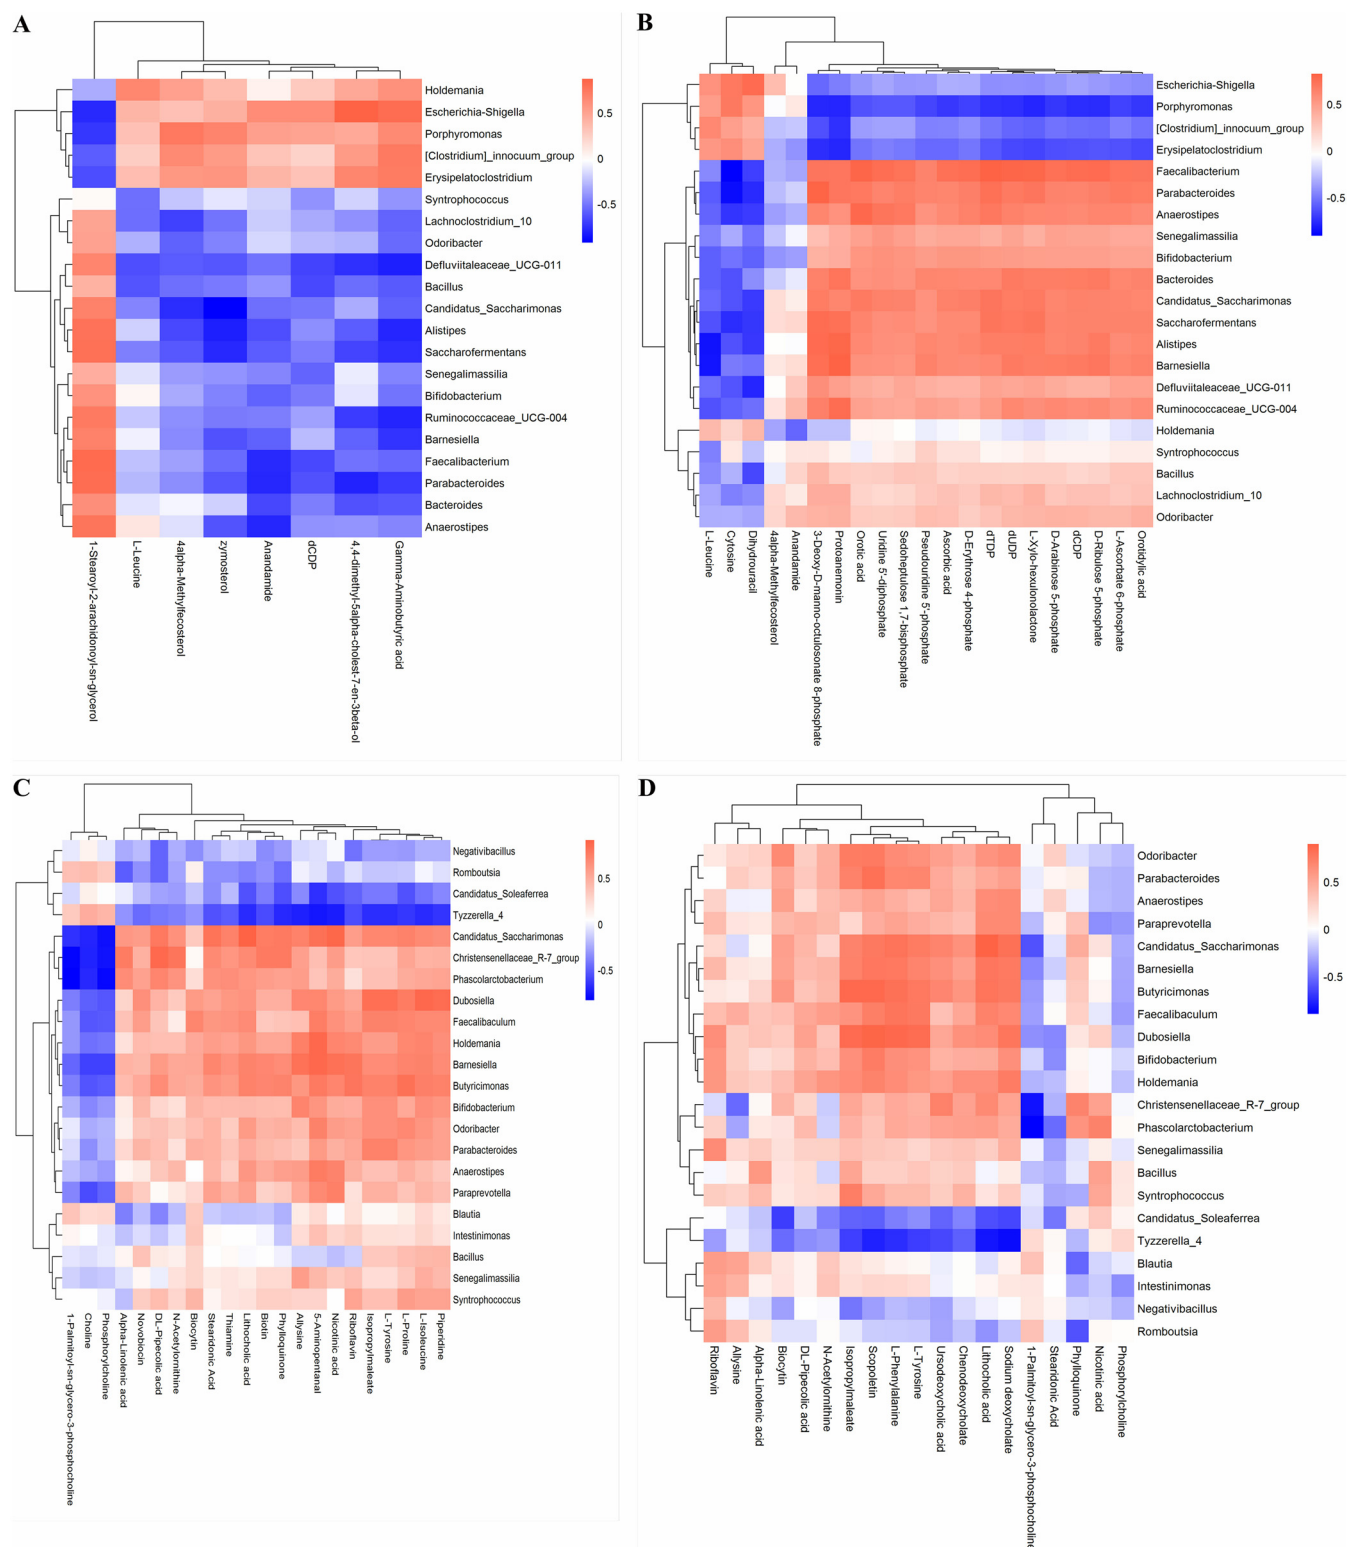 A
Holdemania
Escherichia-Shigella
Porphyromonas
[Clostridium]_innocuum_group
Erysipelatoclostridium
Syntrophococcus
Lachnoclostridium_10
Odoribacter
Defluviitaleaceae_UCG-011
Bacillus
Candidatus_Saccharimonas
Alistipes
Saccharofermentans
Senegalimassilia
Bifidobacterium
Ruminococcaceae_UCG-004
Barnesiella
Faecalibacterium
Parabacteroides
Bacteroides
Anaerostipes
0.5
0
-0.5
1-Stearoyl-2-arachidonoyl-sn-glycerol
L-Leucine
4alpha-Methylfecosterol
zymosterol
Anandamide
dCDP
4,4-dimethyl-5alpha-cholest-7-en-3beta-ol
Gamma-Aminobutyric acid
B
Escherichia-Shigella
Porphyromonas
[Clostridium]_innocuum_group
Erysipelatoclostridium
Faecalibacterium
Parabacteroides
Anaerostipes
Senegalimassilia
Bifidobacterium
Bacteroides
Candidatus_Saccharimonas
Saccharofermentans
Alistipes
Barnesiella
Defluviitaleaceae_UCG-011
Ruminococcaceae_UCG-004
Holdemania
Syntrophococcus
Bacillus
Lachnoclostridium_10
Odoribacter
0.5
0
-0.5
L-Leucine
Cytosine
Dihydrouracil
4alpha-Methylfecosterol
Anandamide
3-Deoxy-D-manno-octulosonate 8-phosphate
Protoanemonin
Orotic acid
Uridine 5'-diphosphate
Sedoheptulose 1,7-bisphosphate
Pseudouridine 5'-phosphate
Ascorbic acid
D-Erythrose 4-phosphate
dTDP
dUDP
L-Xylo-hexulonolactone
D-Arabinose 5-phosphate
dCDP
D-Ribulose 5-phosphate
L-Ascorbate 6-phosphate
Orotidylic acid
C
Negativibacillus
Romboutsia
Candidatus_Soleaferrea
Tyzzerella_4
Candidatus_Saccharimonas
Christensenellaceae_R-7_group
Phascolarctobacterium
Dubosiella
Faecalibaculum
Holdemania
Barnesiella
Butyricimonas
Bifidobacterium
Odoribacter
Parabacteroides
Anaerostipes
Paraprevotella
Blautia
Intestinimonas
Bacillus
Senegalimassilia
Syntrophococcus
0.5
0
-0.5
1-Palmitoyl-sn-glycero-3-phosphocholine
Choline
Phosphorylcholine
Alpha-Linolenic acid
Novobiocin
DL-Pipecolic acid
N-Acetylornithine
Biocytin
Stearidonic Acid
Thiamine
Lithocholic acid
Biotin
Phylloquinone
Allysine
5-Aminopentanal
Nicotinic acid
Riboflavin
Isopropylmaleate
L-Tyrosine
L-Proline
L-Isoleucine
Piperidine
D
Odoribacter
Parabacteroides
Anaerostipes
Paraprevotella
Candidatus_Saccharimonas
Barnesiella
Butyricimonas
Faecalibaculum
Dubosiella
Bifidobacterium
Holdemania
Christensenellaceae_R-7_group
Phascolarctobacterium
Senegalimassilia
Bacillus
Syntrophococcus
Candidatus_Soleaferrea
Tyzzerella_4
Blautia
Intestinimonas
Negativibacillus
Romboutsia
0.5
0
-0.5
Riboflavin
Allysine
Alpha-Linolenic acid
Biocytin
DL-Pipecolic acid
N-Acetylornithine
Isopropylmaleate
Scopoletin
L-Phenylalanine
L-Tyrosine
Ursodeoxycholic acid
Chenodeoxycholate
Lithocholic acid
Sodium deoxycholate
1-Palmitoyl-sn-glycero-3-phosphocholine
Stearidonic Acid
Phylloquinone
Nicotinic acid
Phosphorylcholine